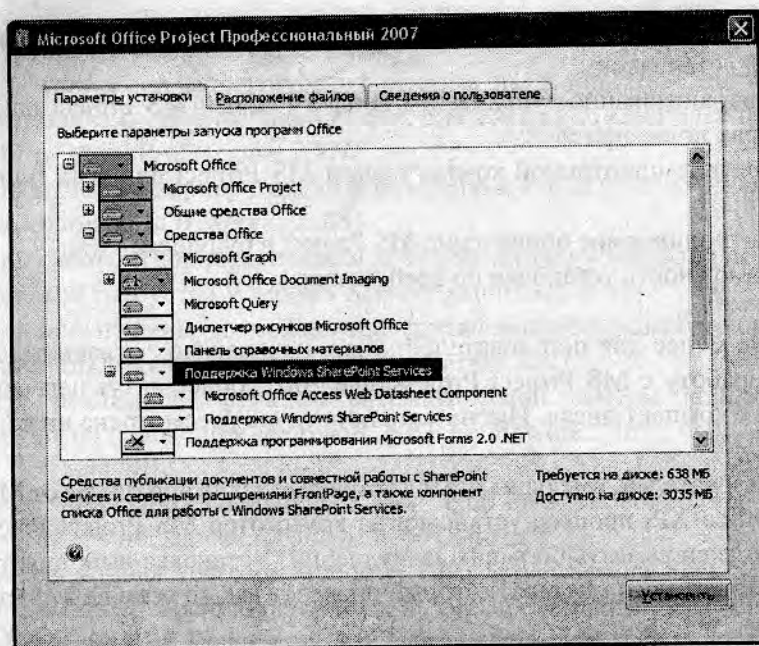 Microsoft Office Project Профессиональный 2007
Параметры установки
Расположение файлов
Сведения о пользователе
Выберите параметры запуска программ Office
Microsoft Office
Microsoft Office Project
Общие средства Office
Средства Office
Microsoft Graph
Microsoft Office Document Imaging
Microsoft Query
Диспетчер рисунков Microsoft Office
Панель справочных материалов
Поддержка Windows SharePoint Services
Microsoft Office Access Web Datasheet Component
Поддержка Windows SharePoint Services
Поддержка программирования Microsoft Forms 2.0 .NET
Средства публикации документов и совместной работы с SharePoint
Services и серверными расширениями FrontPage, а также компонент
списка Office для работы с Windows SharePoint Services.
Требуется на диске: 638 МБ
Доступно на диске: 3035 МБ
Установить